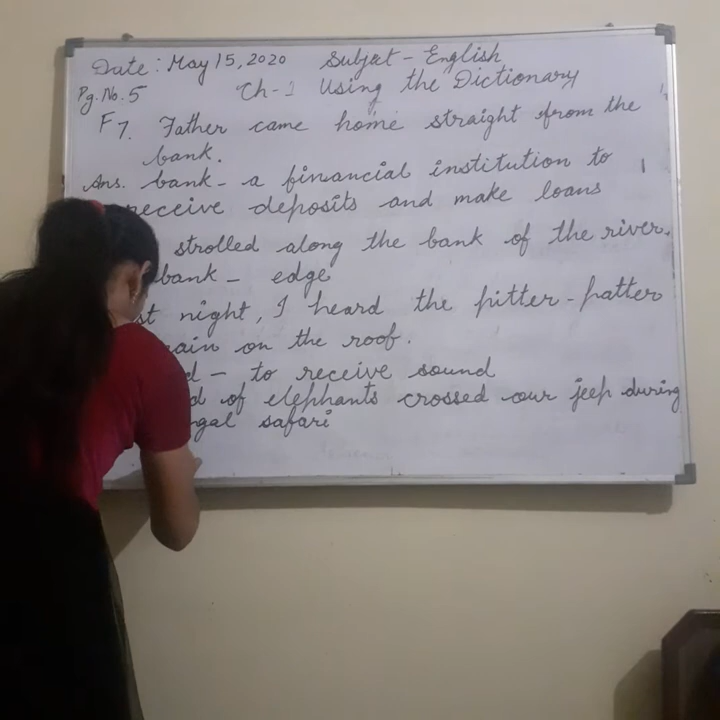 Date: May 15, 2020 Subject - English
Pg. No. 5 Ch-1 Using the Dictionary
F 7. Father came home straight from the
bank.
Ans. bank - a financial institution to
receive deposits and make loans
strolled along the bank of the river.
bank - edge
st night, I heard the pitter-patter
rain on the roof.
d - to receive sound
d of elephants crossed our jeep during
gal safari